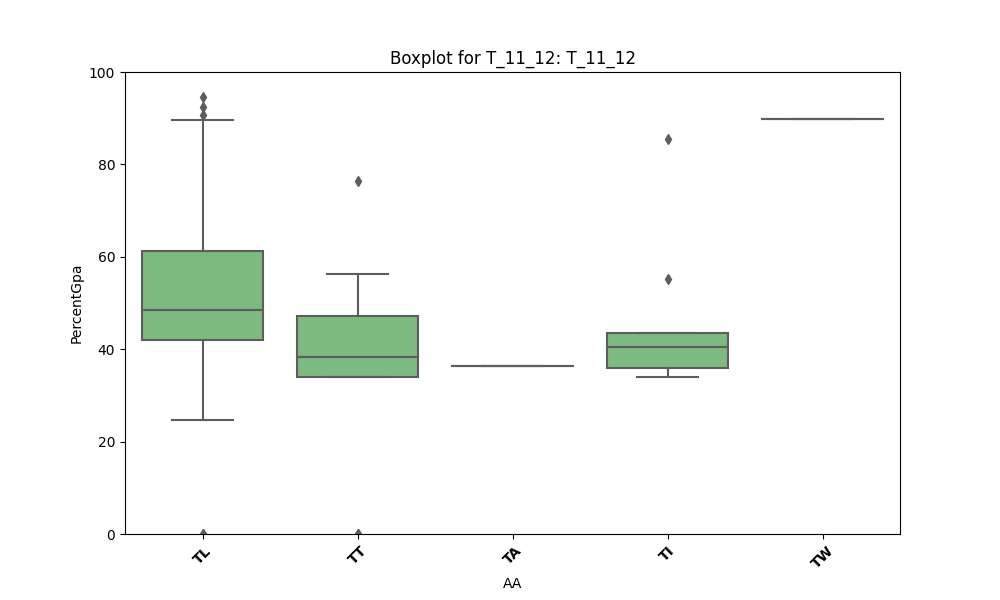 Boxplot for T_11_12: T_11_12
100
80
60
40
20
0
PercentGpa
TL
TT
TA
TI
TW
AA